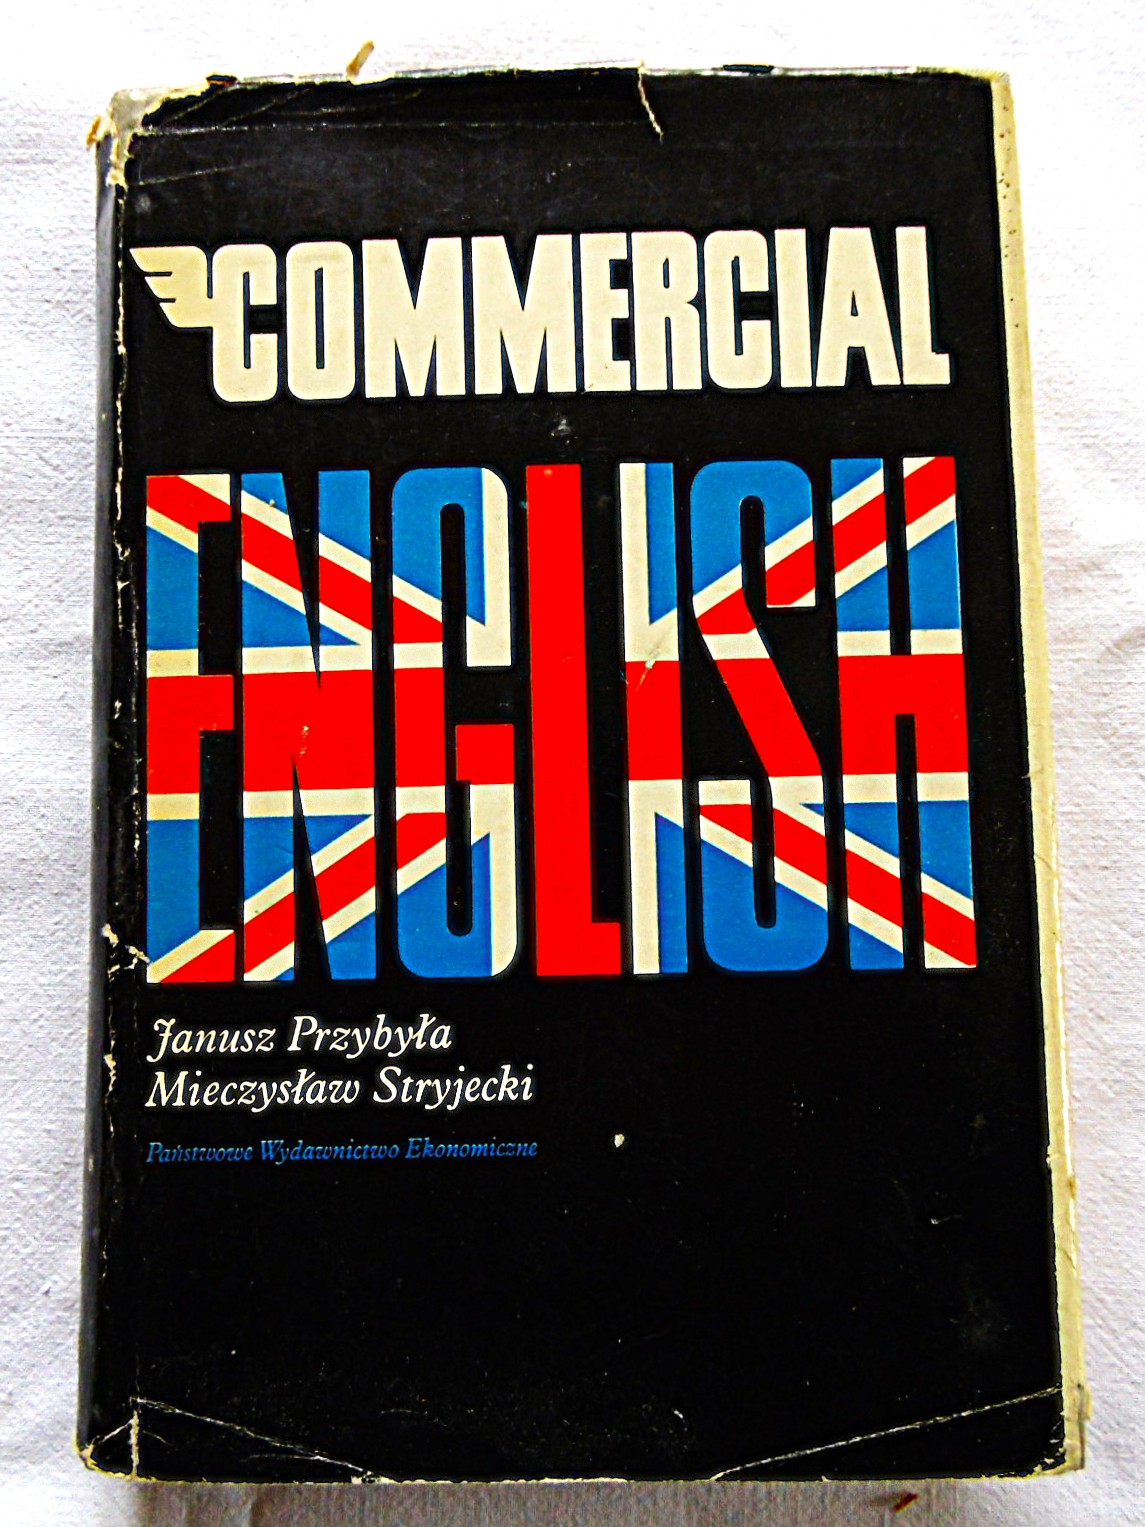 COMMERCIAL
ENGLISH
Janusz Przybyła
Mieczysław Stryjecki
Państwowe Wydawnictwo Ekonomiczne